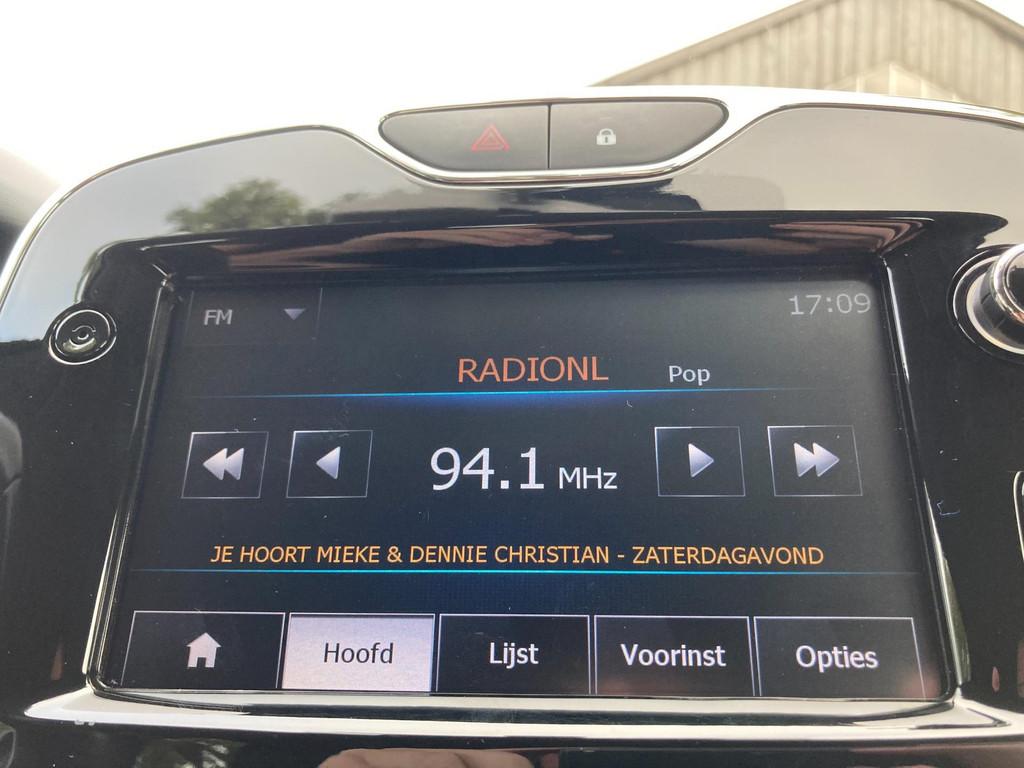 FM 17:09
RADIONL Pop
94.1 MHz
JE HOORT MIEKE & DENNIE CHRISTIAN - ZATERDAGAVOND
Hoofd Lijst Voorinst Opties